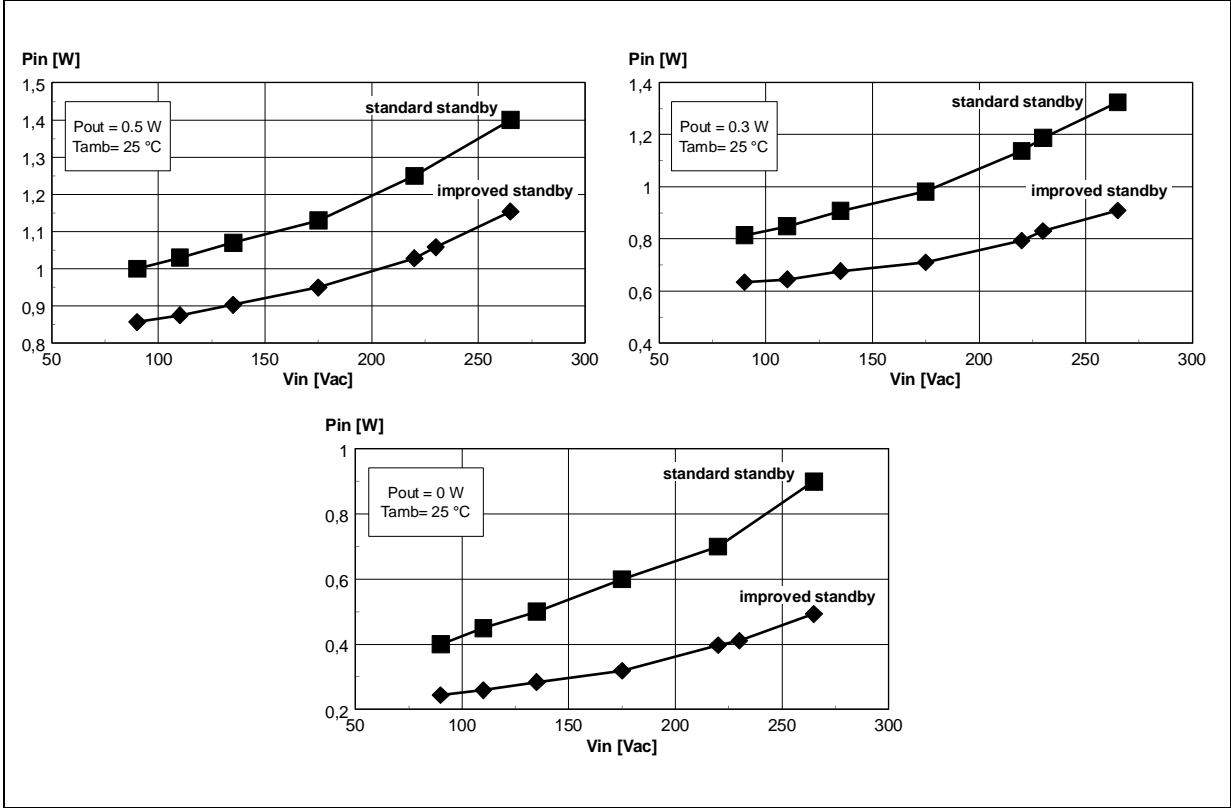 Pin [W]
1,5
1,4
1,3
1,2
1,1
1
0,9
0,8
Pout = 0.5 W
Tamb= 25 °C
standard standby
improved standby
50 100 150 200 250 300
Vin [Vac]
Pin [W]
1,4
1,2
1
0,8
0,6
0,4
Pout = 0.3 W
Tamb= 25 °C
standard standby
improved standby
50 100 150 200 250 300
Vin [Vac]
Pin [W]
1
0,8
0,6
0,4
0,2
Pout = 0 W
Tamb= 25 °C
standard standby
improved standby
50 100 150 200 250 300
Vin [Vac]